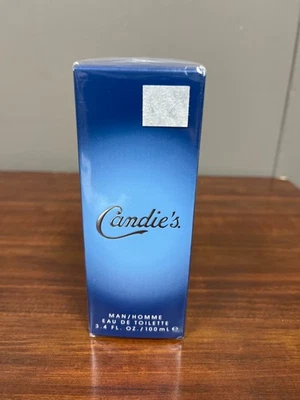 Candie's.
MAN/HOMME
EAU DE TOILETTE
3.4 FL. OZ./100mL ℮